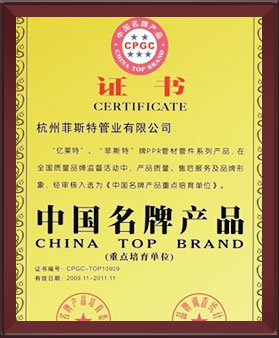 中国名牌产品
CPGC
CHINA TOP BRAND
证书
CERTIFICATE
杭州菲斯特管业有限公司
“亿莱特”、“菲斯特”牌PPR管材管件系列产品，在
全国质量品牌监督活动中，产品质量、售后服务及品牌形
象，经审核入选为《中国名牌产品重点培育单位》。
中国名牌产品
CHINA TOP BRAND
(重点培育单位)
证书编号：CPGC-TOP10909
有效日期：2009.11-2011.11